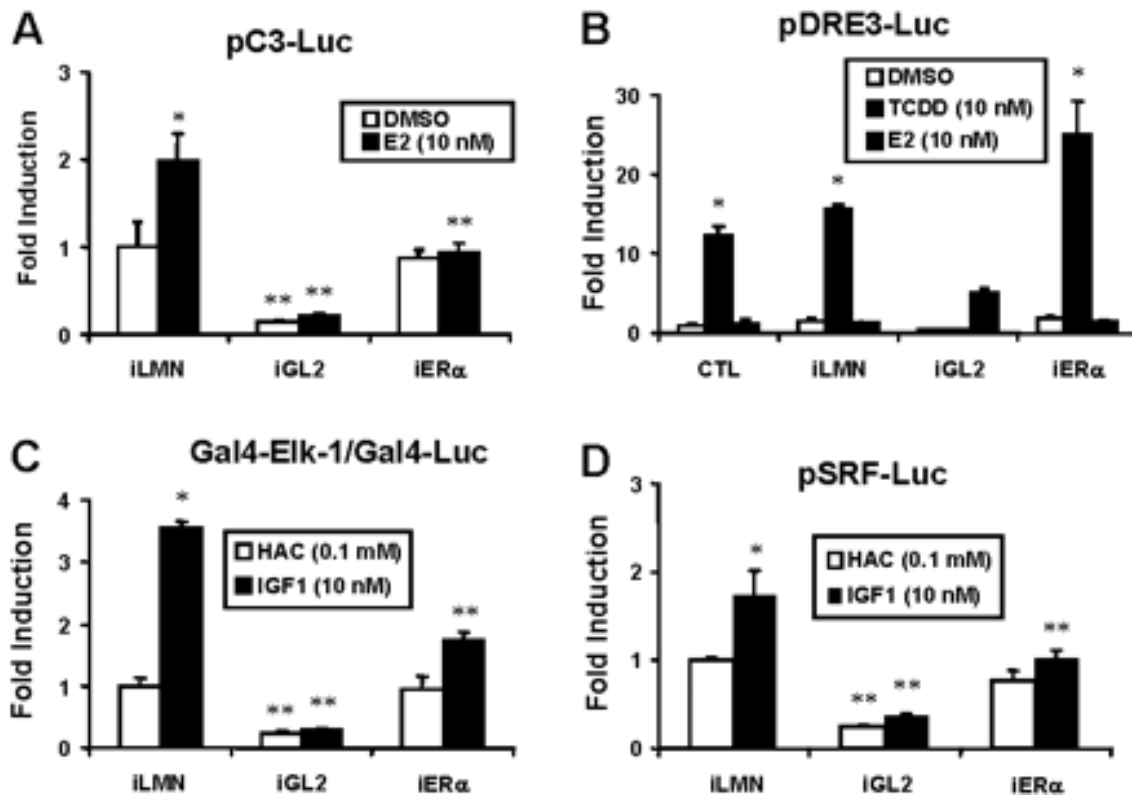 A
pC3-Luc
Fold Induction
3
2
1
0
DMSO
E2 (10 nM)
*
**
**
**
iLMN
iGL2
iERα
B
pDRE3-Luc
Fold Induction
30
20
10
0
DMSO
TCDD (10 nM)
E2 (10 nM)
*
*
*
CTL
iLMN
iGL2
iERα
C
Gal4-Elk-1/Gal4-Luc
Fold Induction
4
3
2
1
0
HAC (0.1 mM)
IGF1 (10 nM)
*
**
**
**
iLMN
iGL2
iERα
D
pSRF-Luc
Fold Induction
3
2
1
0
HAC (0.1 mM)
IGF1 (10 nM)
*
**
**
**
iLMN
iGL2
iERα